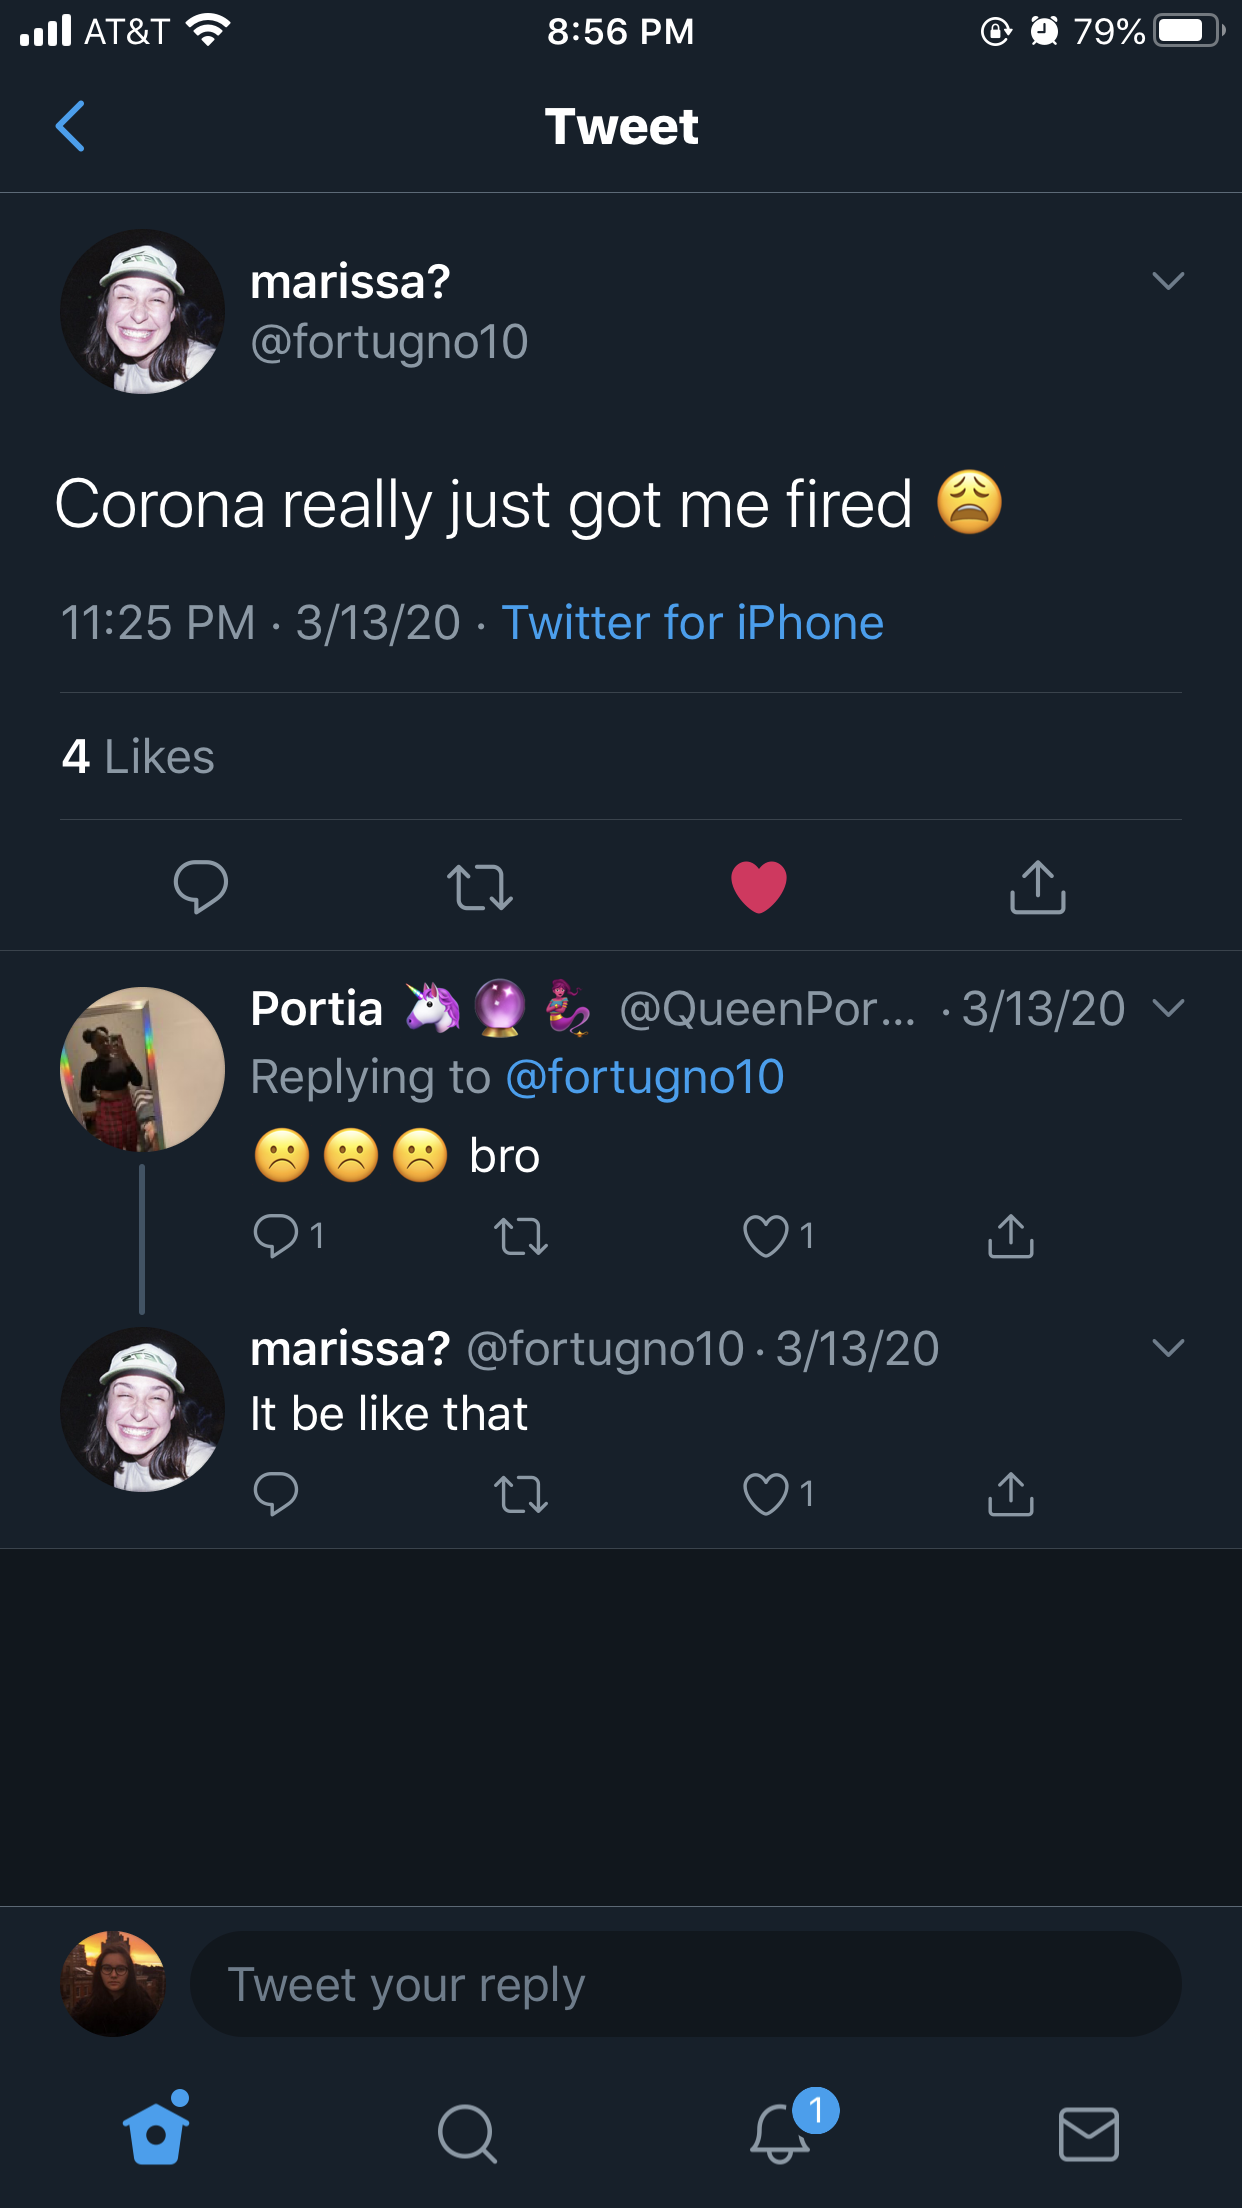 AT&T 8:56 PM 79%
Tweet
marissa?
@fortugno10
Corona really just got me fired 😩
11:25 PM · 3/13/20 · Twitter for iPhone
4 Likes
Portia 🦄🔮🧞‍♀️ @QueenPor... · 3/13/20
Replying to @fortugno10
☹️☹️☹️ bro
1 1
marissa? @fortugno10 · 3/13/20
It be like that
1
Tweet your reply
1